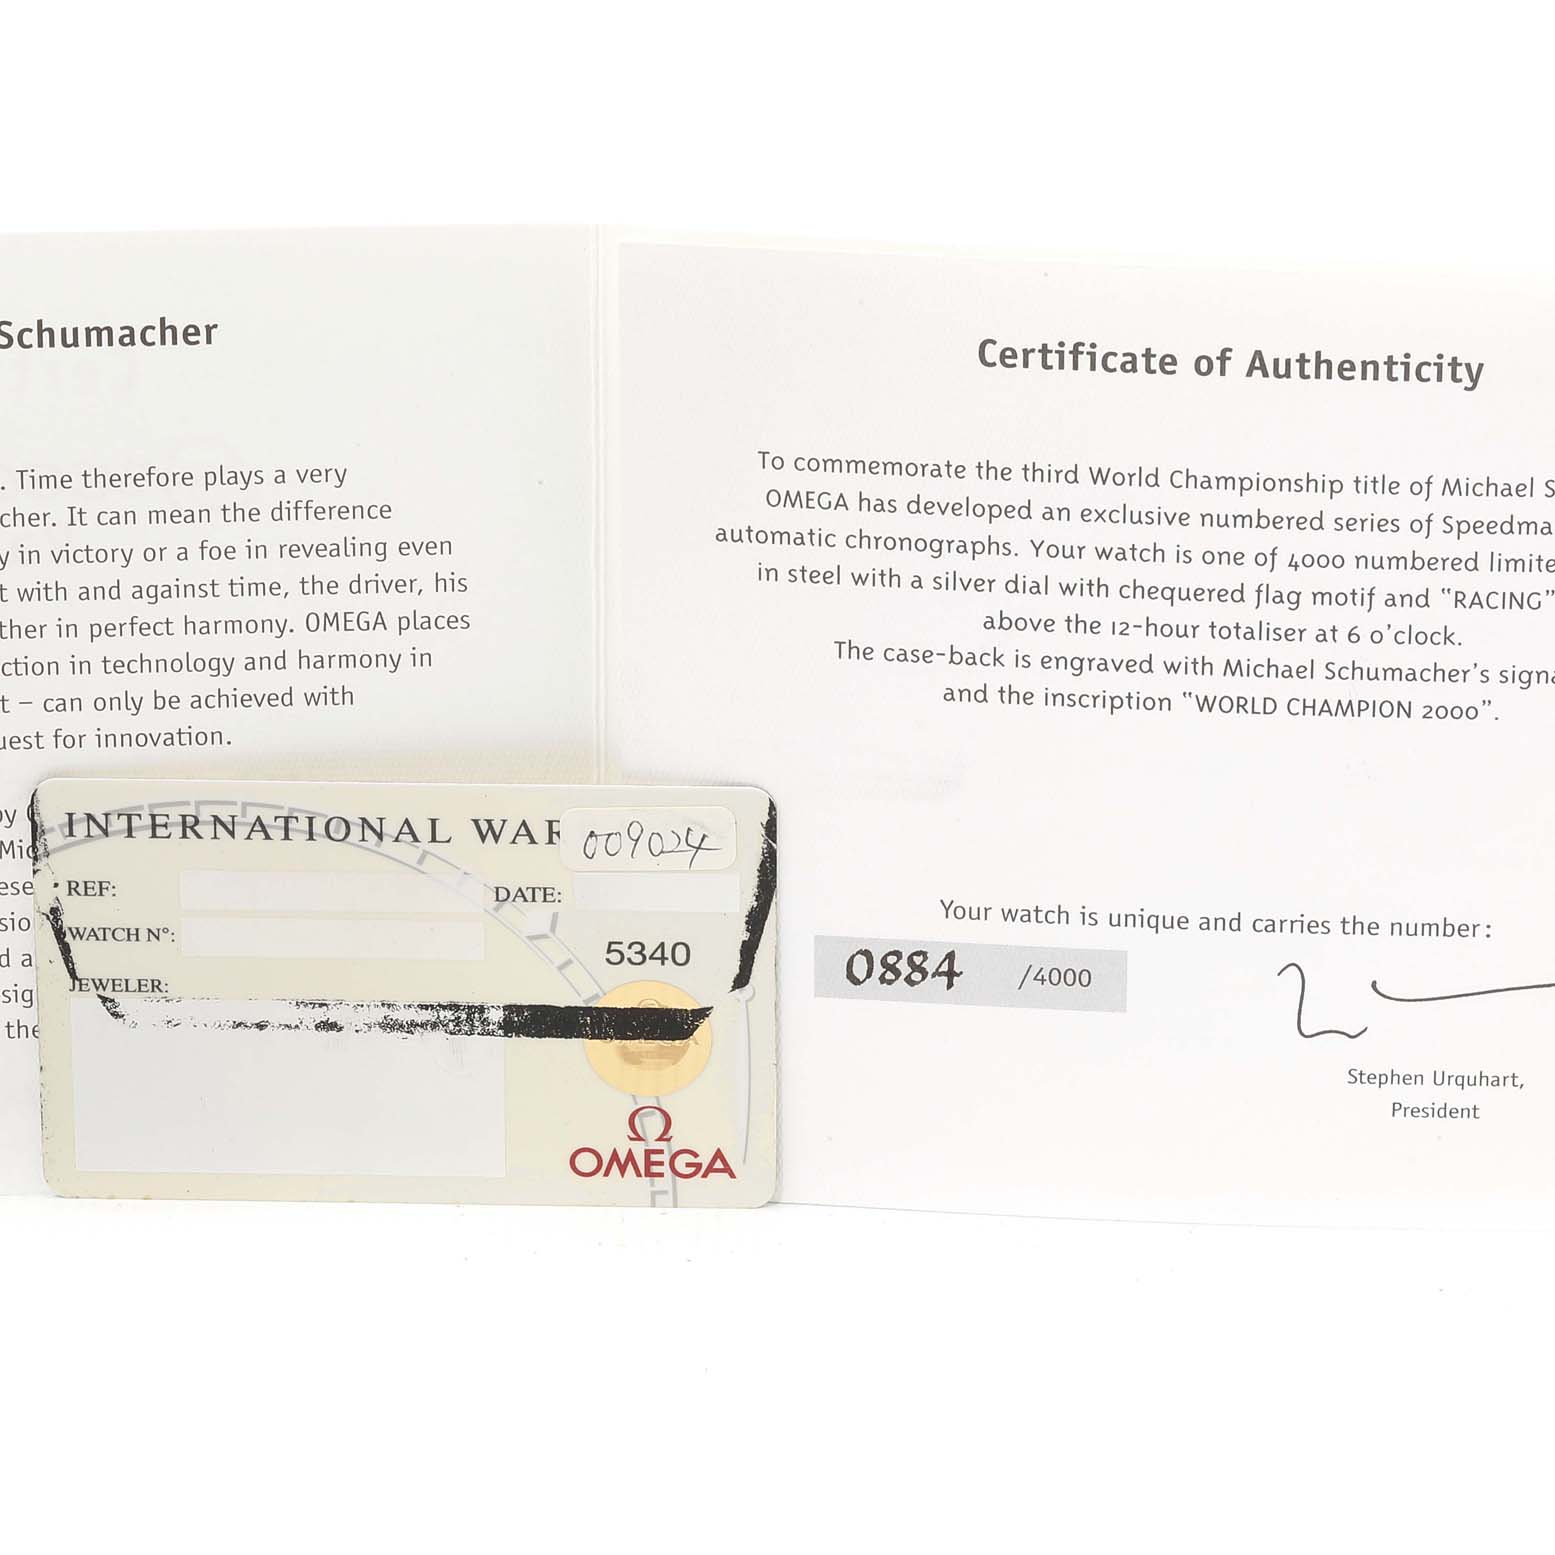 Schumacher
. Time therefore plays a very
cher. It can mean the difference
y in victory or a foe in revealing even
t with and against time, the driver, his
ther in perfect harmony. OMEGA places
ction in technology and harmony in
t – can only be achieved with
uest for innovation.
by
Mic
ese
sio
d a
sig
the
INTERNATIONAL WAR
009024
REF:
DATE:
WATCH N°:
5340
JEWELER:
Ω
OMEGA
Certificate of Authenticity
To commemorate the third World Championship title of Michael S
OMEGA has developed an exclusive numbered series of Speedma
automatic chronographs. Your watch is one of 4000 numbered limite
in steel with a silver dial with chequered flag motif and "RACING"
above the 12-hour totaliser at 6 o'clock.
The case-back is engraved with Michael Schumacher's signa
and the inscription "WORLD CHAMPION 2000".
Your watch is unique and carries the number:
0884 /4000
Stephen Urquhart,
President